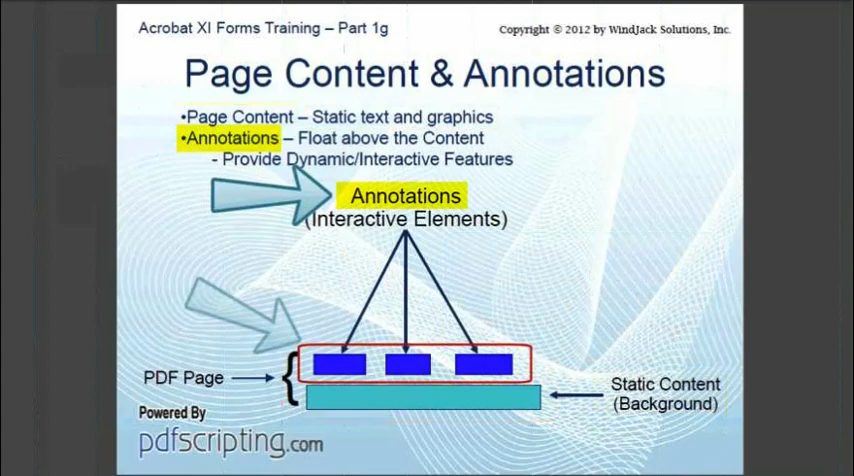 Acrobat XI Forms Training – Part 1g
Copyright © 2012 by WindJack Solutions, Inc.
Page Content & Annotations
•Page Content – Static text and graphics
•Annotations – Float above the Content
- Provide Dynamic/Interactive Features
Annotations
(Interactive Elements)
PDF Page
Static Content
(Background)
Powered By
pdfscripting.com